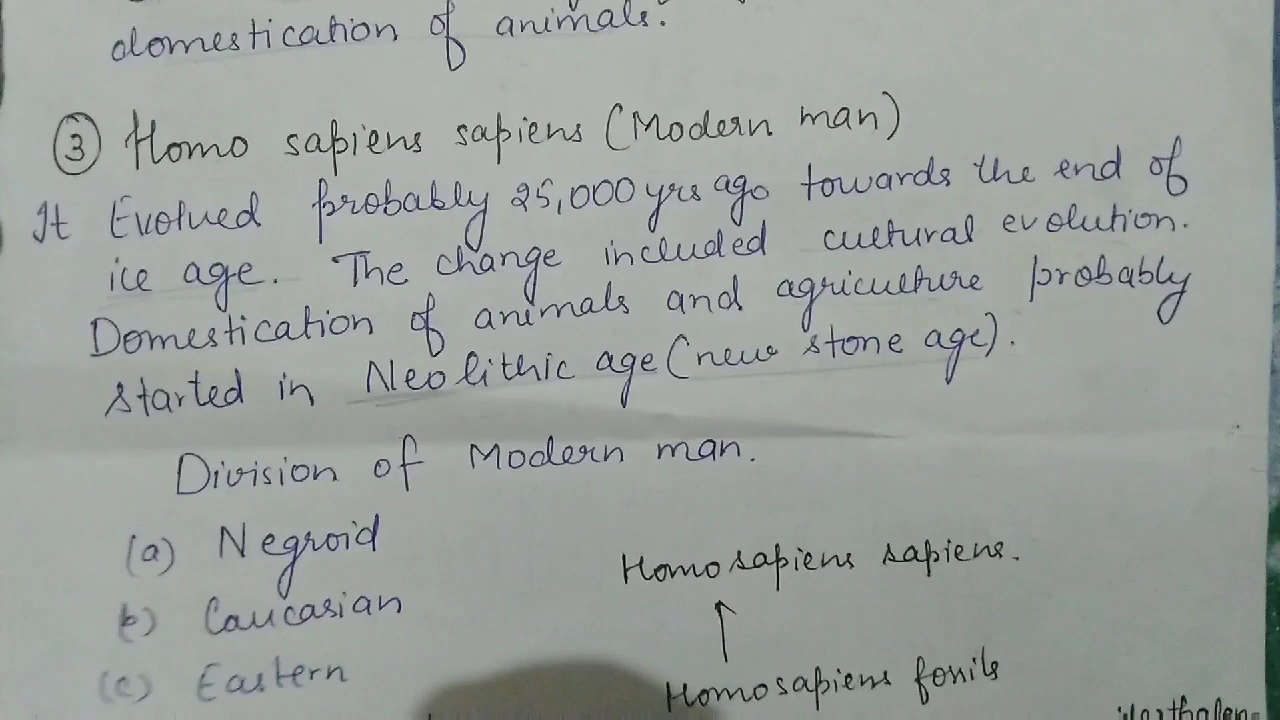 domestication of animals.
③ Homo sapiens sapiens (Modern man)
It Evolved probably 25,000 yrs ago towards the end of
ice age. The change included cultural evolution.
Domestication of animals and agriculture probably
started in Neolithic age (new stone age).
Division of Modern man.
(a) Negroid
b) Caucasian
(c) Eastern
Homo sapiens sapiens.
↑
Homo sapiens fossils